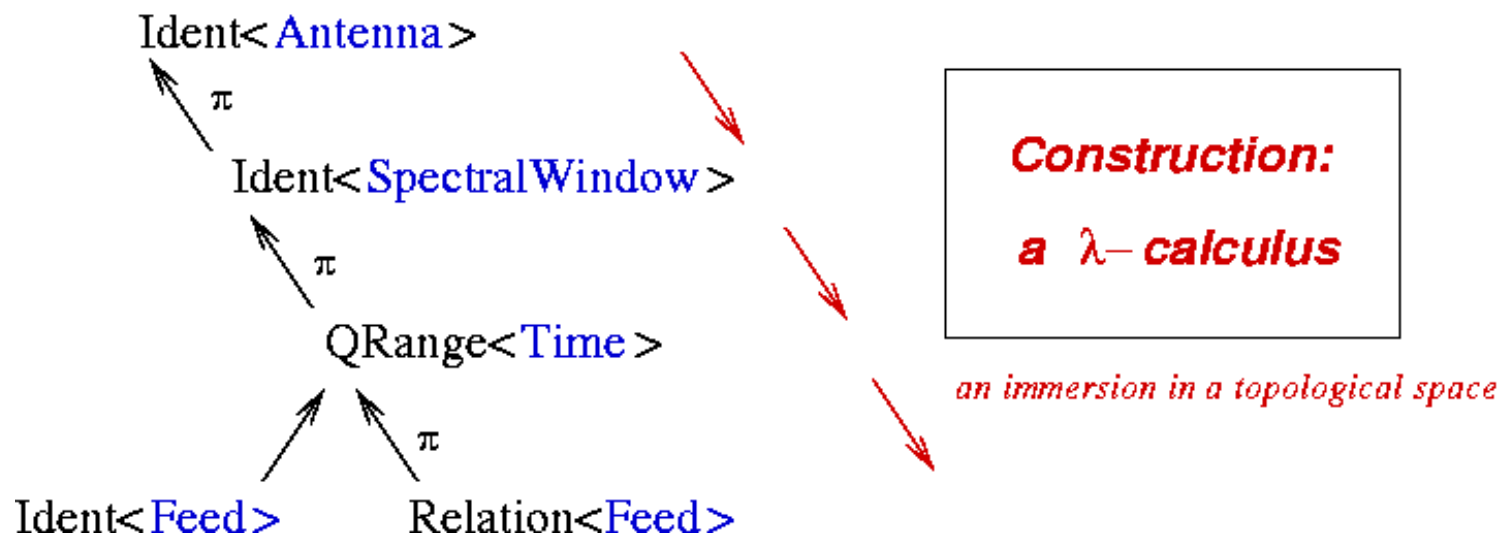 Ident<Antenna>
π
Ident<SpectralWindow>
π
QRange<Time>
π
Ident<Feed>
Relation<Feed>
Construction:
a λ–calculus
an immersion in a topological space